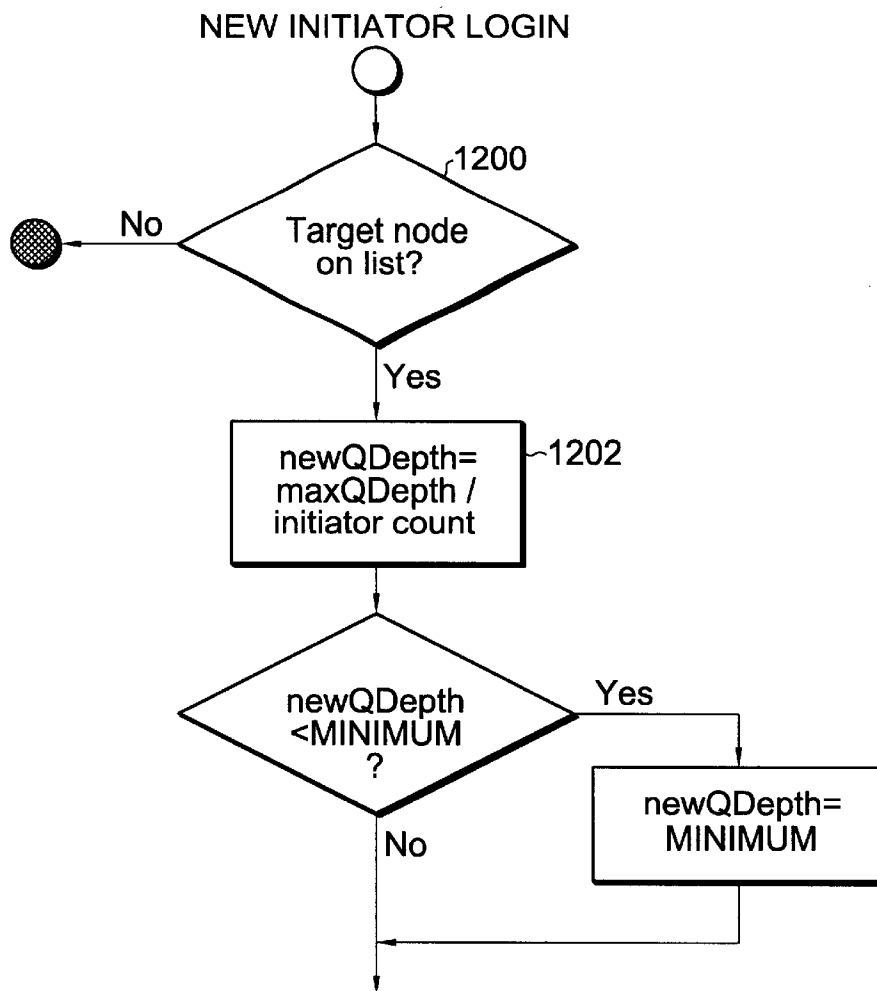 NEW INITIATOR LOGIN
1200
No
Target node
on list?
Yes
newQDepth=
maxQDepth /
initiator count
1202
newQDepth
<MINIMUM
?
Yes
newQDepth=
MINIMUM
No